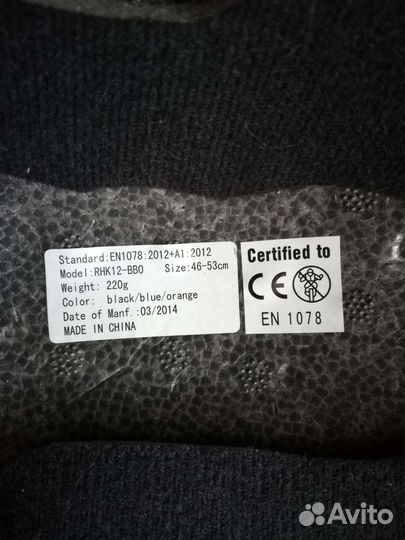 Standard:EN1078:2012+A1:2012
Model:RHK12-BBO Size:46-53cm
Weight: 220g
Color: black/blue/orange
Date of Manf.:03/2014
MADE IN CHINA
Certified to
CE
EN 1078
Avito